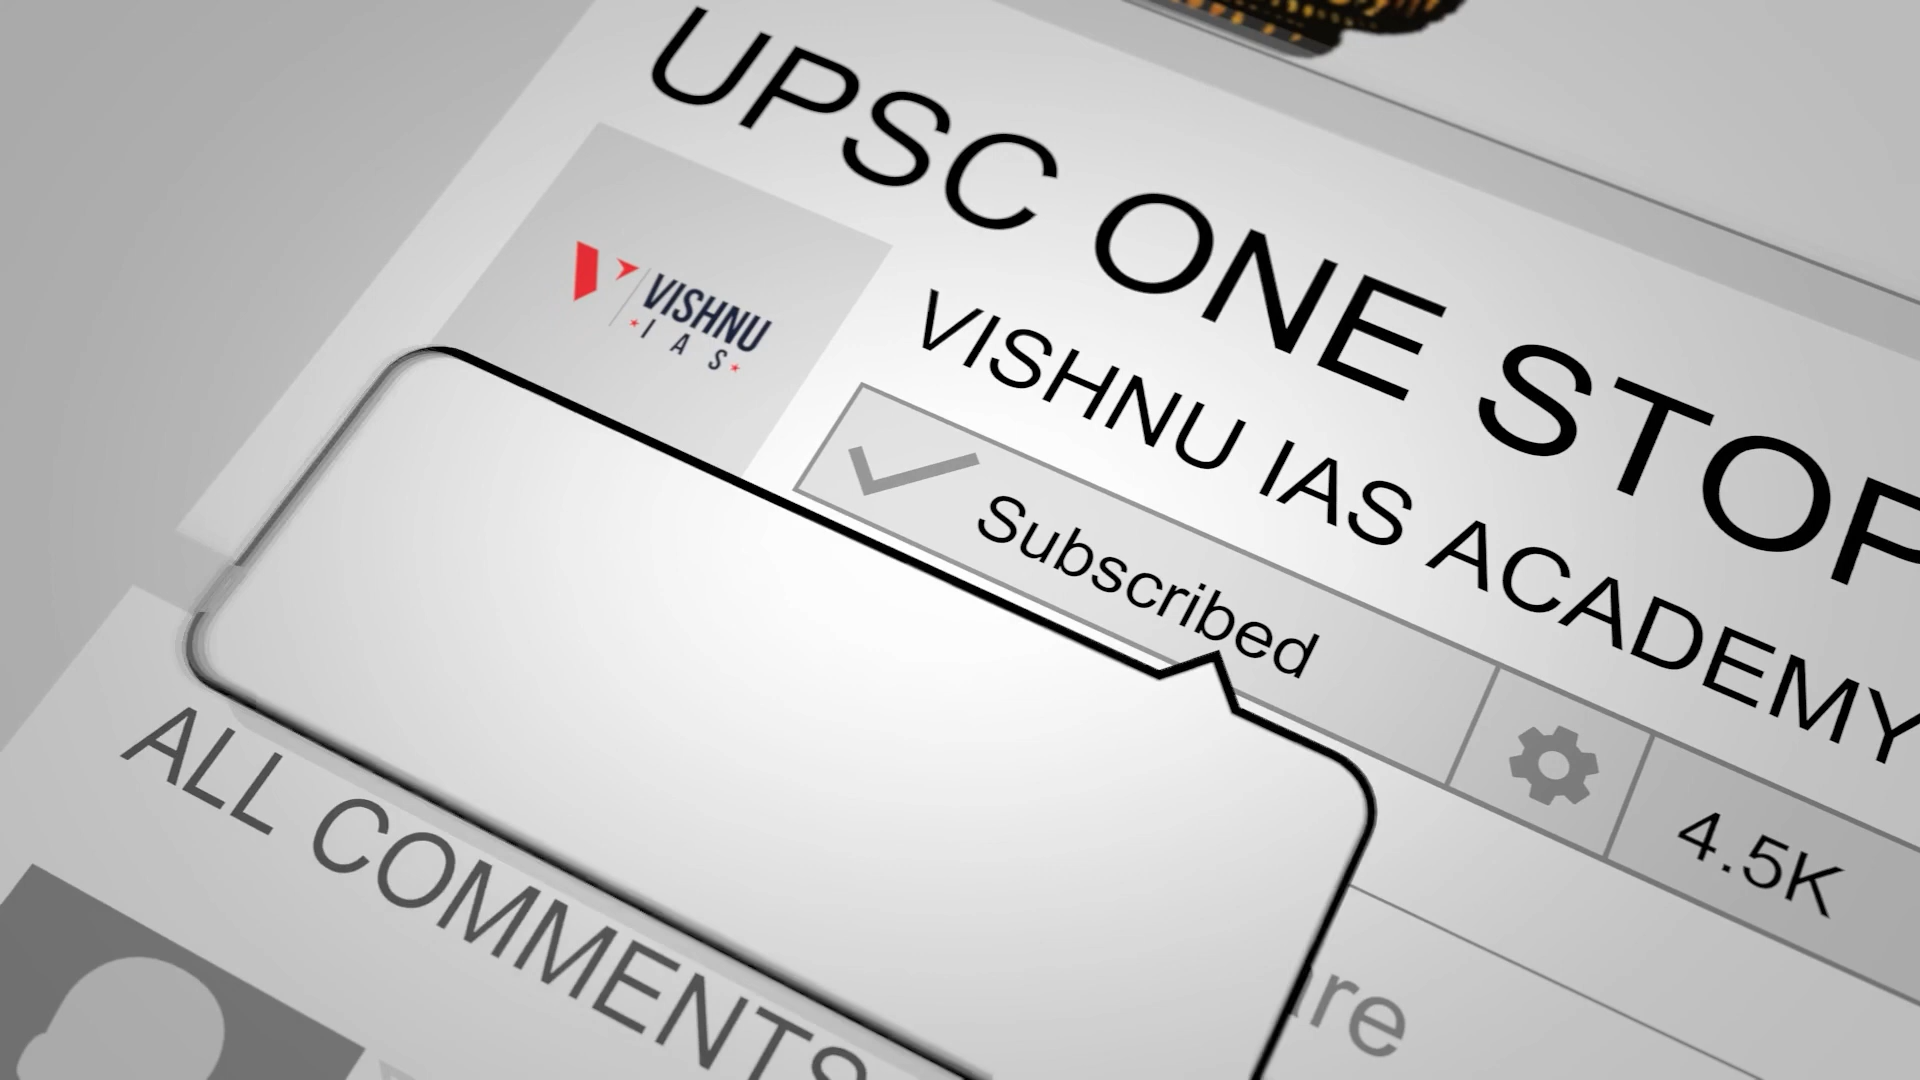 UPSC ONE STOP
VISHNU
IAS
VISHNU IAS ACADEMY
Subscribed
4.5K
ALL COMMENTS